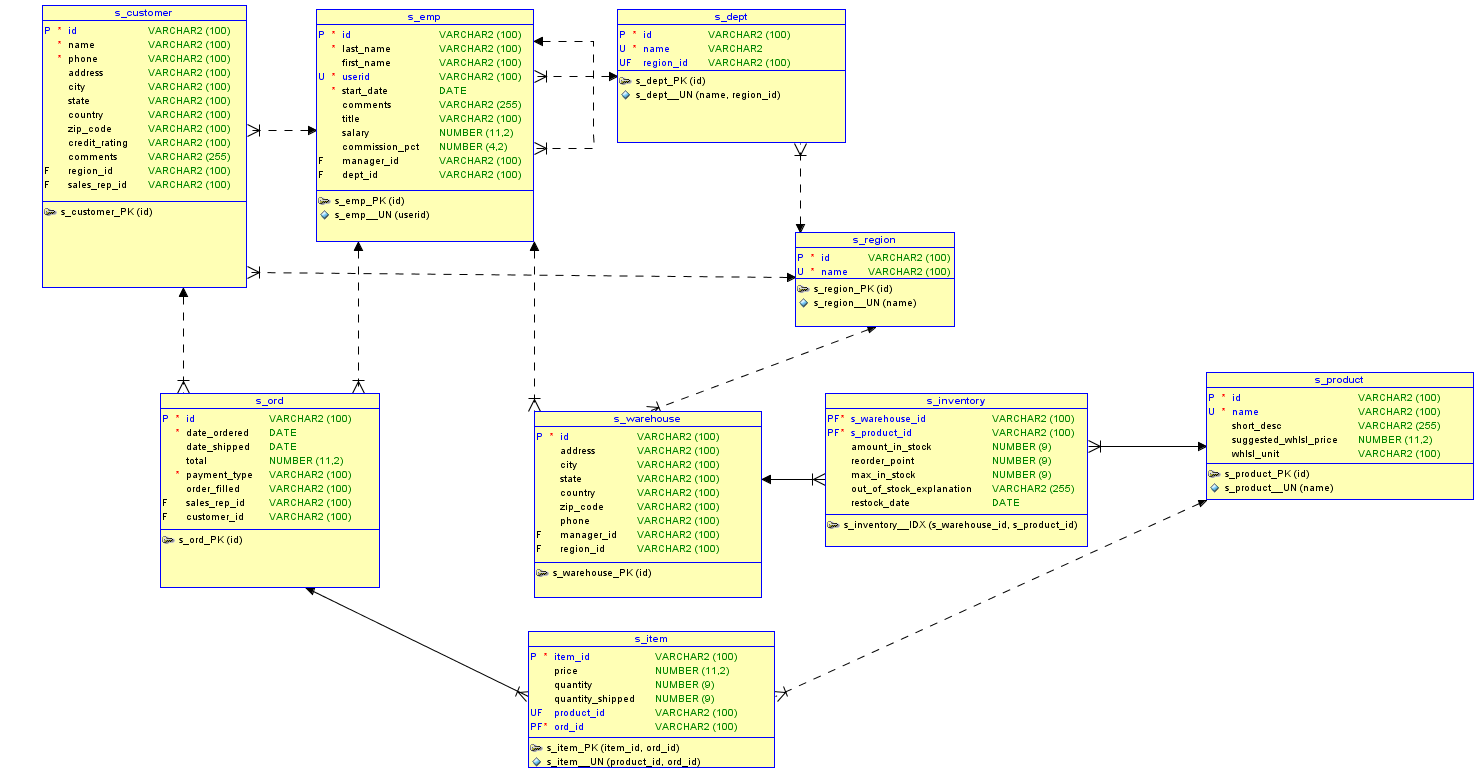 s_customer
P * id VARCHAR2 (100)
* name VARCHAR2 (100)
* phone VARCHAR2 (100)
address VARCHAR2 (100)
city VARCHAR2 (100)
state VARCHAR2 (100)
country VARCHAR2 (100)
zip_code VARCHAR2 (100)
credit_rating VARCHAR2 (100)
comments VARCHAR2 (255)
F region_id VARCHAR2 (100)
F sales_rep_id VARCHAR2 (100)
s_customer_PK (id)
s_emp
P * id VARCHAR2 (100)
* last_name VARCHAR2 (100)
first_name VARCHAR2 (100)
U * userid VARCHAR2 (100)
* start_date DATE
comments VARCHAR2 (255)
title VARCHAR2 (100)
salary NUMBER (11,2)
commission_pct NUMBER (4,2)
F manager_id VARCHAR2 (100)
F dept_id VARCHAR2 (100)
s_emp_PK (id)
s_emp__UN (userid)
s_dept
P * id VARCHAR2 (100)
U * name VARCHAR2
UF region_id VARCHAR2 (100)
s_dept_PK (id)
s_dept__UN (name, region_id)
s_region
P * id VARCHAR2 (100)
U * name VARCHAR2 (100)
s_region_PK (id)
s_region__UN (name)
s_ord
P * id VARCHAR2 (100)
* date_ordered DATE
date_shipped DATE
total NUMBER (11,2)
* payment_type VARCHAR2 (100)
order_filled VARCHAR2 (100)
F sales_rep_id VARCHAR2 (100)
F customer_id VARCHAR2 (100)
s_ord_PK (id)
s_warehouse
P * id VARCHAR2 (100)
address VARCHAR2 (100)
city VARCHAR2 (100)
state VARCHAR2 (100)
country VARCHAR2 (100)
zip_code VARCHAR2 (100)
phone VARCHAR2 (100)
F manager_id VARCHAR2 (100)
F region_id VARCHAR2 (100)
s_warehouse_PK (id)
s_inventory
PF* s_warehouse_id VARCHAR2 (100)
PF* s_product_id VARCHAR2 (100)
amount_in_stock NUMBER (9)
reorder_point NUMBER (9)
max_in_stock NUMBER (9)
out_of_stock_explanation VARCHAR2 (255)
restock_date DATE
s_inventory__IDX (s_warehouse_id, s_product_id)
s_product
P * id VARCHAR2 (100)
U * name VARCHAR2 (100)
short_desc VARCHAR2 (255)
suggested_whlsl_price NUMBER (11,2)
whlsl_unit VARCHAR2 (100)
s_product_PK (id)
s_product__UN (name)
s_item
P * item_id VARCHAR2 (100)
price NUMBER (11,2)
quantity NUMBER (9)
quantity_shipped NUMBER (9)
UF product_id VARCHAR2 (100)
PF* ord_id VARCHAR2 (100)
s_item_PK (item_id, ord_id)
s_item__UN (product_id, ord_id)